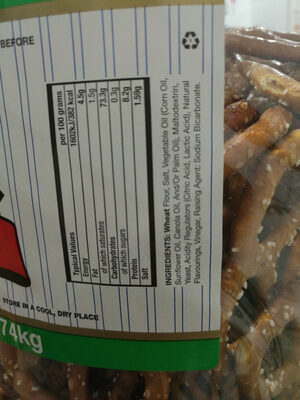 BEFORE
Typical Values per 100 grams
Energy 1602kJ/382 kcal
Fat 4.5g
of which saturates 1.5g
Carbohydrates 73.3g
of which sugars 0.3g
Protein 8.2g
Salt 1.59g
INGREDIENTS: Wheat Flour, Salt, Vegetable Oil (Corn Oil,
Sunflower Oil, Canola Oil, And/Or Palm Oil), Maltodextrin,
Yeast, Acidity Regulators (Citric Acid, Lactic Acid), Natural
Flavourings, Vinegar, Raising Agent: Sodium Bicarbonate.
STORE IN A COOL, DRY PLACE
74kg